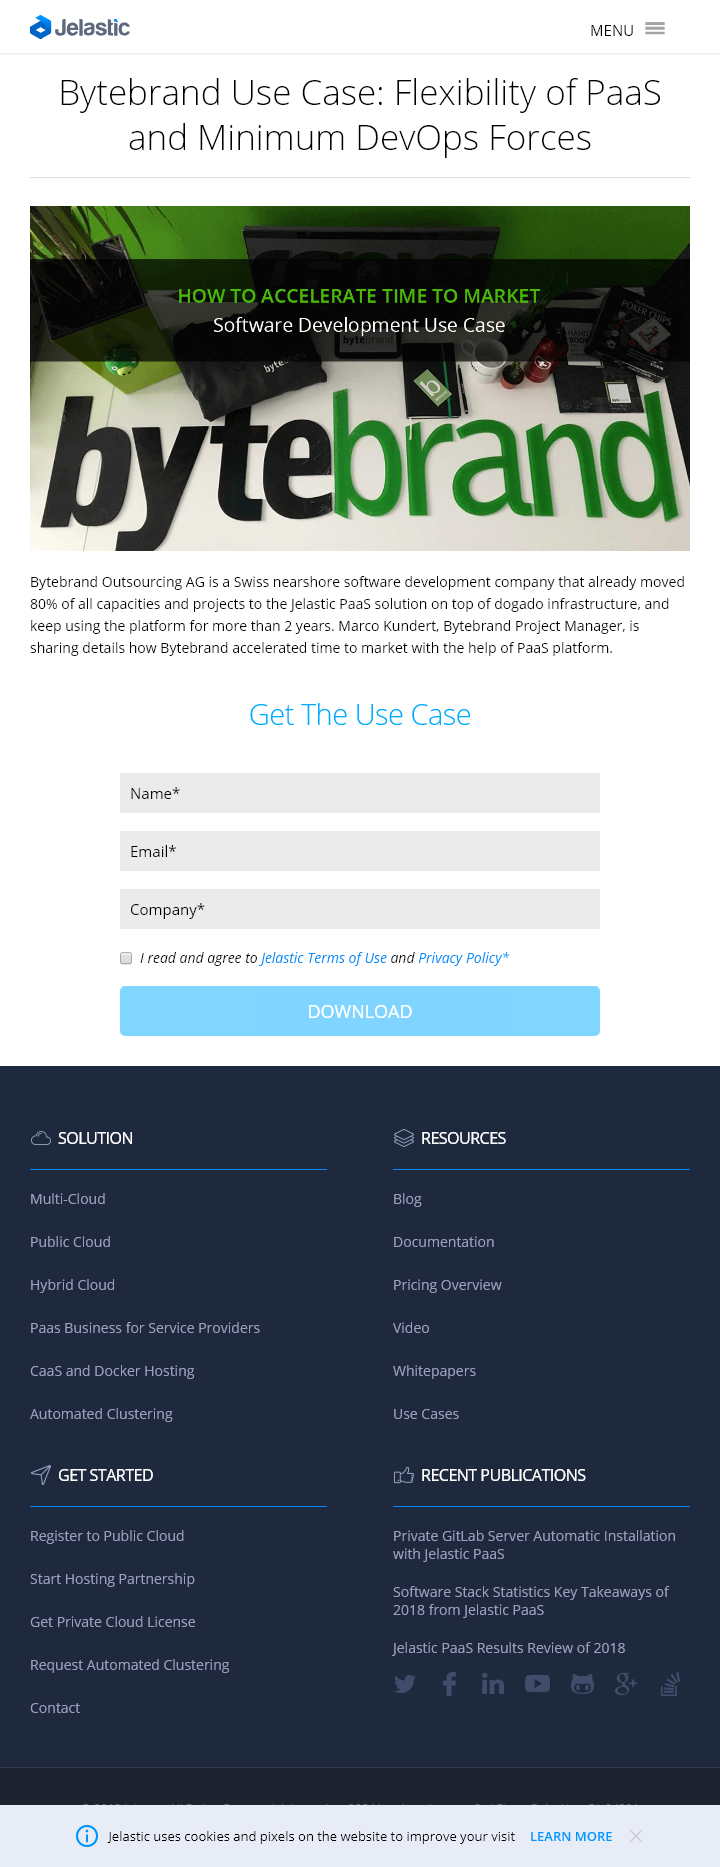 Jelastic
MENU
Bytebrand Use Case: Flexibility of PaaS
and Minimum DevOps Forces
HOW TO ACCELERATE TIME TO MARKET
Software Development Use Case
POKER CHIPS
bytebrand
bytebrand
Bytebrand Outsourcing AG is a Swiss nearshore software development company that already moved
80% of all capacities and projects to the Jelastic PaaS solution on top of dogado infrastructure, and
keep using the platform for more than 2 years. Marco Kundert, Bytebrand Project Manager, is
sharing details how Bytebrand accelerated time to market with the help of PaaS platform.
Get The Use Case
Name*
Email*
Company*
I read and agree to Jelastic Terms of Use and Privacy Policy*
DOWNLOAD
SOLUTION
Multi-Cloud
Public Cloud
Hybrid Cloud
Paas Business for Service Providers
CaaS and Docker Hosting
Automated Clustering
RESOURCES
Blog
Documentation
Pricing Overview
Video
Whitepapers
Use Cases
GET STARTED
Register to Public Cloud
Start Hosting Partnership
Get Private Cloud License
Request Automated Clustering
Contact
RECENT PUBLICATIONS
Private GitLab Server Automatic Installation
with Jelastic PaaS
Software Stack Statistics Key Takeaways of
2018 from Jelastic PaaS
Jelastic PaaS Results Review of 2018
Jelastic uses cookies and pixels on the website to improve your visit LEARN MORE